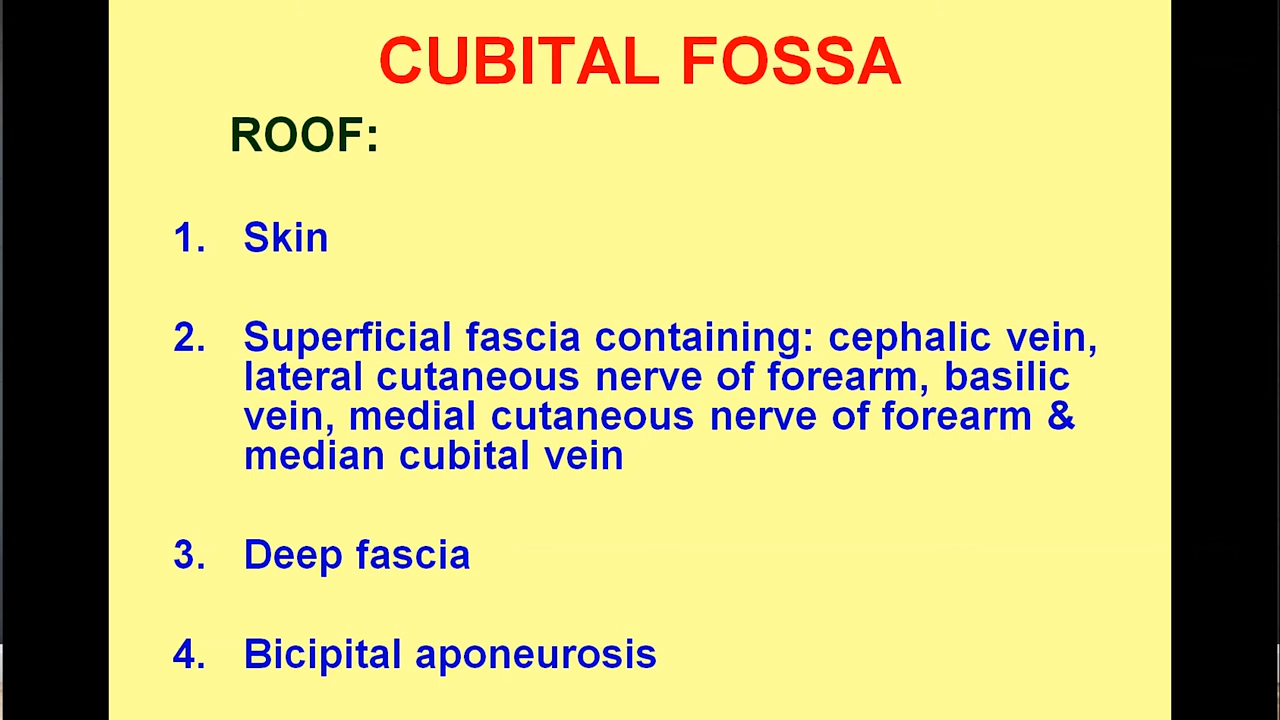 CUBITAL FOSSA
ROOF:
1. Skin
2. Superficial fascia containing: cephalic vein,
lateral cutaneous nerve of forearm, basilic
vein, medial cutaneous nerve of forearm &
median cubital vein
3. Deep fascia
4. Bicipital aponeurosis